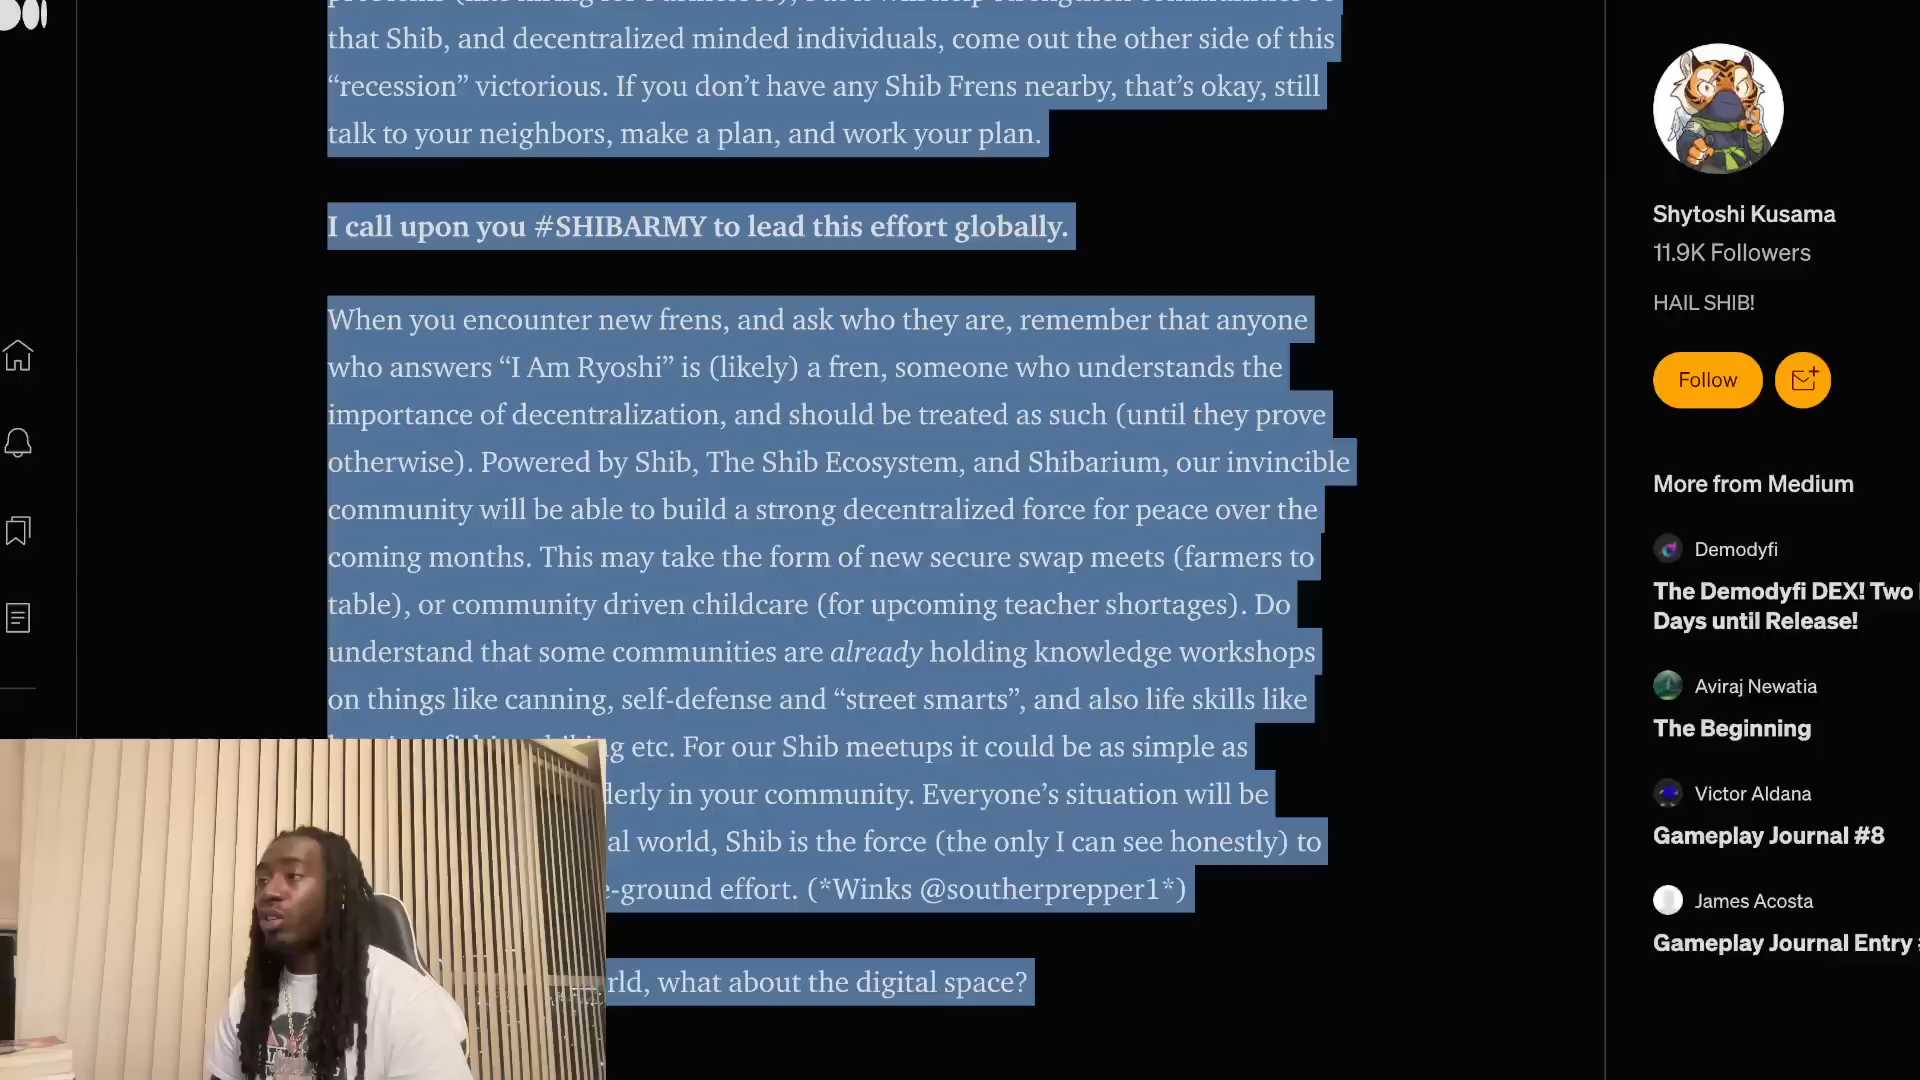 that Shib, and decentralized minded individuals, come out the other side of this
“recession” victorious. If you don’t have any Shib Frens nearby, that’s okay, still
talk to your neighbors, make a plan, and work your plan.
I call upon you #SHIBARMY to lead this effort globally.
When you encounter new frens, and ask who they are, remember that anyone
who answers “I Am Ryoshi” is (likely) a fren, someone who understands the
importance of decentralization, and should be treated as such (until they prove
otherwise). Powered by Shib, The Shib Ecosystem, and Shibarium, our invincible
community will be able to build a strong decentralized force for peace over the
coming months. This may take the form of new secure swap meets (farmers to
table), or community driven childcare (for upcoming teacher shortages). Do
understand that some communities are already holding knowledge workshops
on things like canning, self-defense and “street smarts”, and also life skills like
etc. For our Shib meetups it could be as simple as
in your community. Everyone’s situation will be
world, Shib is the force (the only I can see honestly) to
-ground effort. (*Winks @southerprepper1*)
what about the digital space?
Shytoshi Kusama
11.9K Followers
HAIL SHIB!
Follow
More from Medium
Demodyfi
The Demodyfi DEX! Two
Days until Release!
Aviraj Newatia
The Beginning
Victor Aldana
Gameplay Journal #8
James Acosta
Gameplay Journal Entry